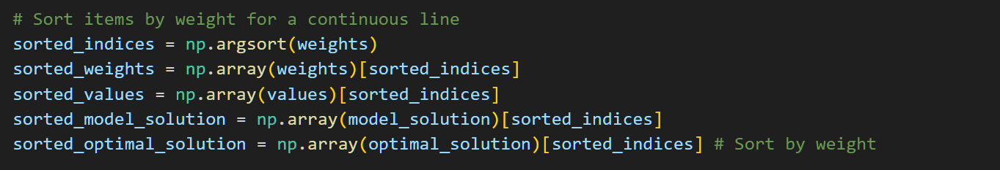 # Sort items by weight for a continuous line
sorted_indices = np.argsort(weights)
sorted_weights = np.array(weights)[sorted_indices]
sorted_values = np.array(values)[sorted_indices]
sorted_model_solution = np.array(model_solution)[sorted_indices]
sorted_optimal_solution = np.array(optimal_solution)[sorted_indices] # Sort by weight